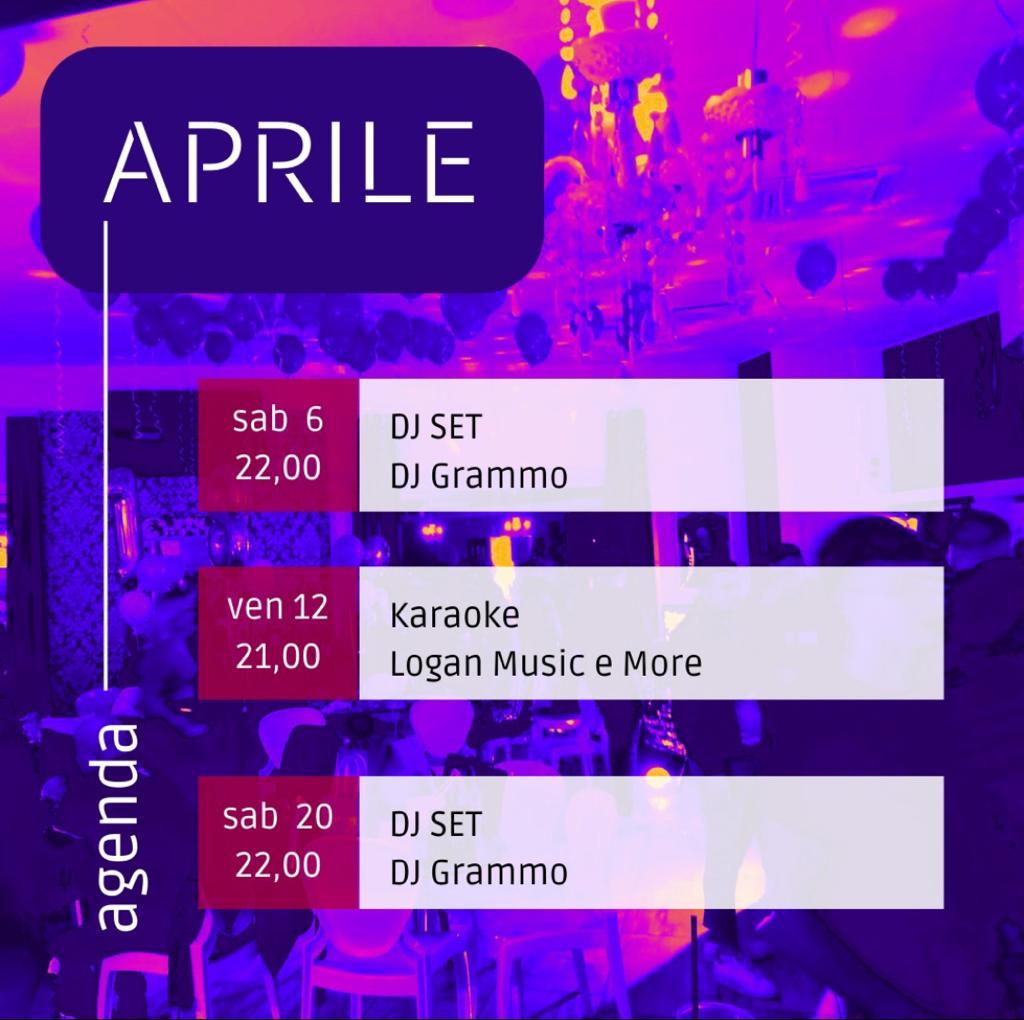 APRILE
sab 6
22,00
DJ SET
DJ Grammo
ven 12
21,00
Karaoke
Logan Music e More
sab 20
22,00
DJ SET
DJ Grammo
agenda